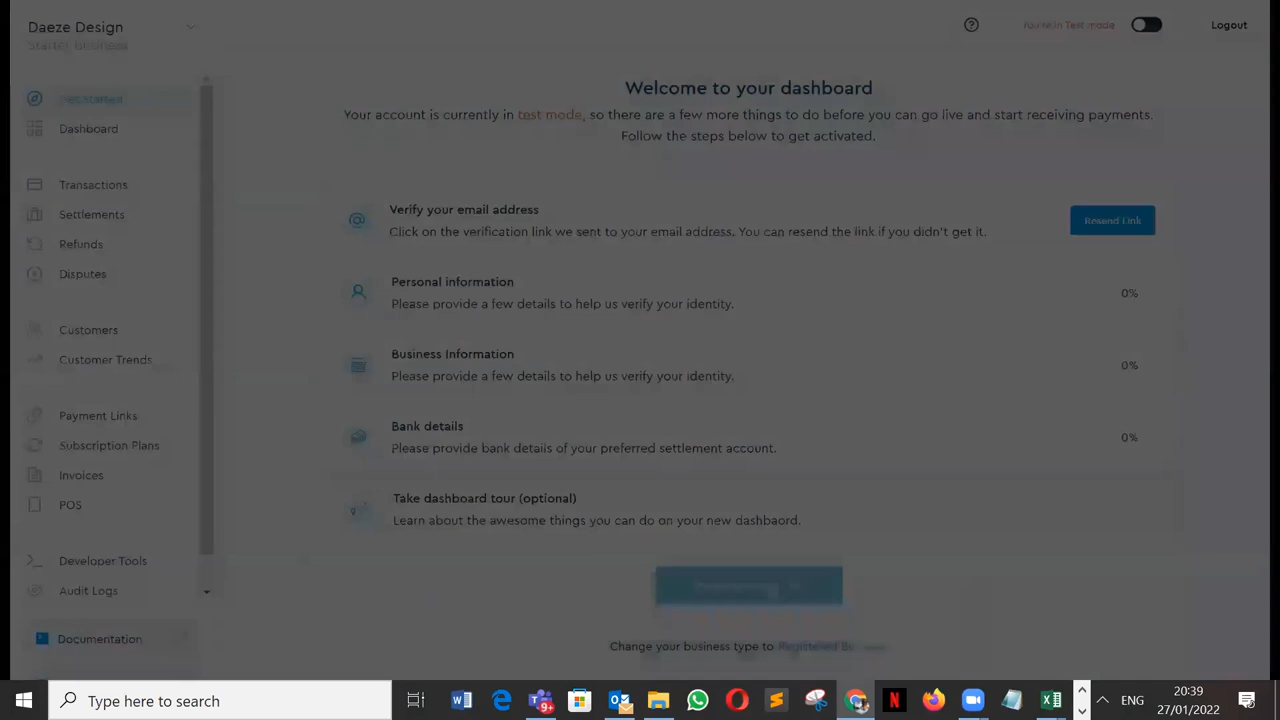 Daeze Design
Starter Business
You're in Test mode
Logout
Get Started
Dashboard
Transactions
Settlements
Refunds
Disputes
Customers
Customer Trends
Payment Links
Subscription Plans
Invoices
POS
Developer Tools
Audit Logs
Documentation
Welcome to your dashboard
Your account is currently in test mode, so there are a few more things to do before you can go live and start receiving payments.
Follow the steps below to get activated.
Verify your email address
Click on the verification link we sent to your email address. You can resend the link if you didn't get it.
Resend Link
Personal information
Please provide a few details to help us verify your identity.
0%
Business Information
Please provide a few details to help us verify your identity.
0%
Bank details
Please provide bank details of your preferred settlement account.
0%
Take dashboard tour (optional)
Learn about the awesome things you can do on your new dashbaord.
Change your business type to Registered
Type here to search
ENG
20:39
27/01/2022